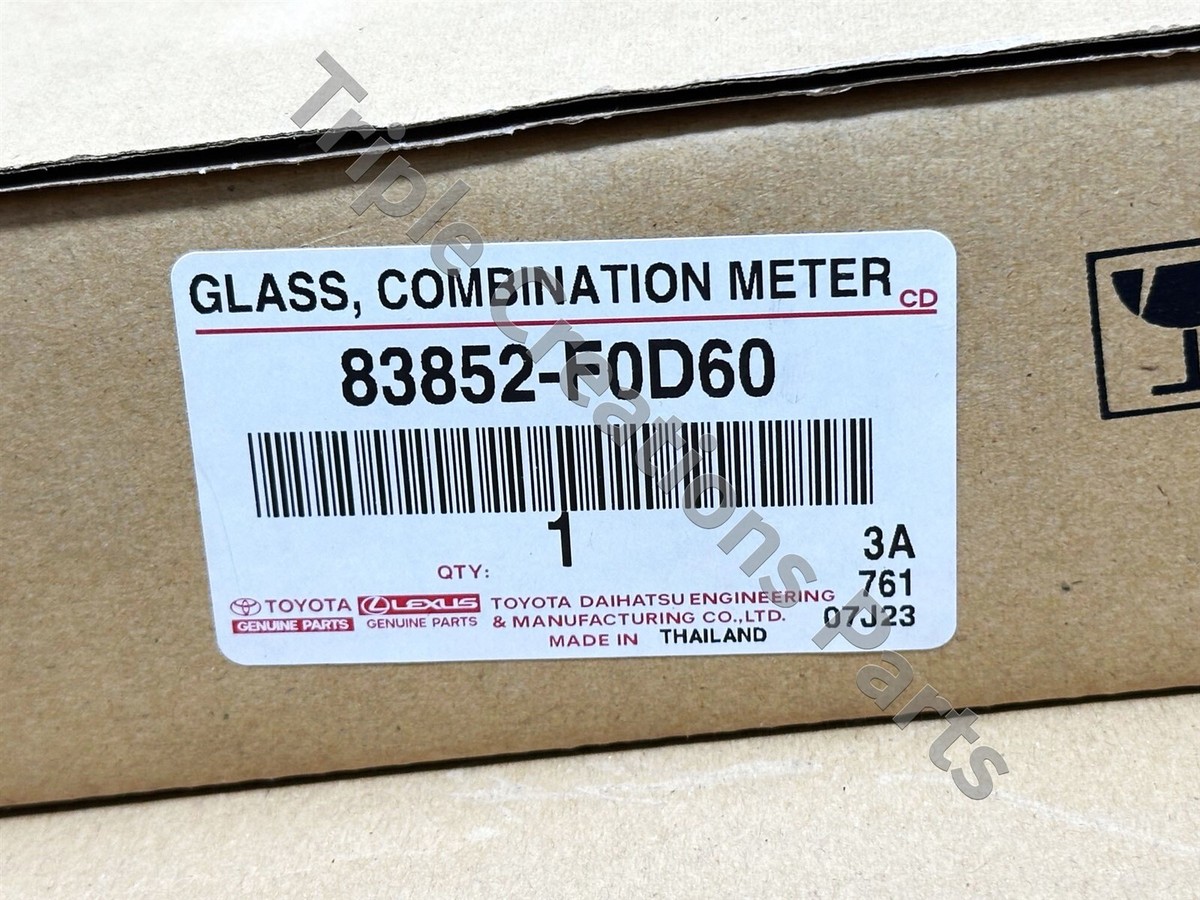 GLASS, COMBINATION METER CD
83852-F0D60
QTY: 1
3A
761
07J23
TOYOTA
GENUINE PARTS
LEXUS
GENUINE PARTS
TOYOTA DAIHATSU ENGINEERING
& MANUFACTURING CO.,LTD.
MADE IN THAILAND
Triple Creations Parts